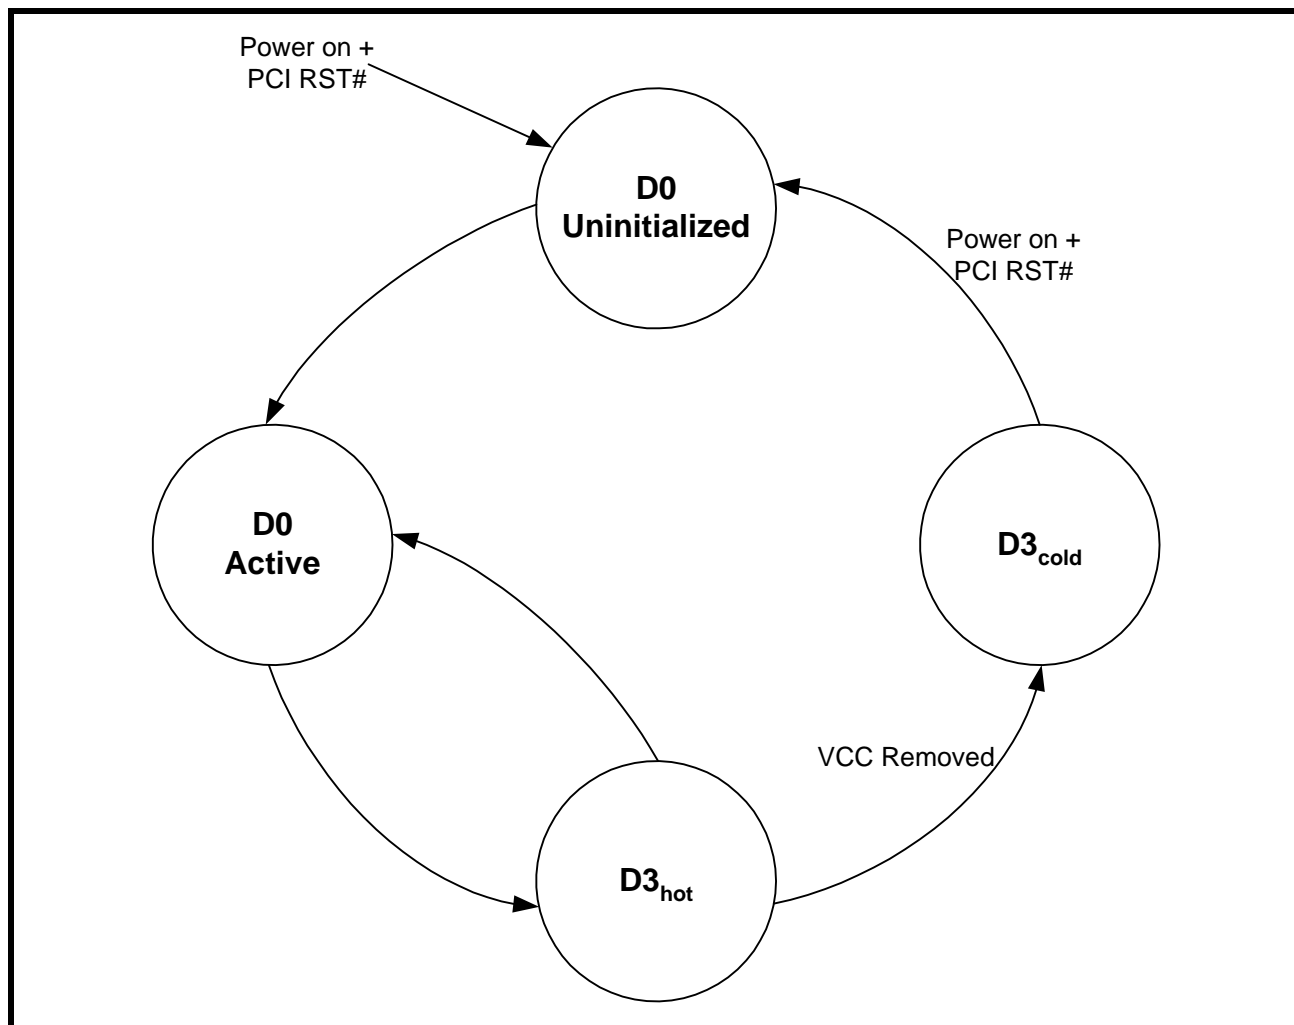 Power on +
PCI RST#
D0
Uninitialized
Power on +
PCI RST#
D0
Active
D3cold
VCC Removed
D3hot